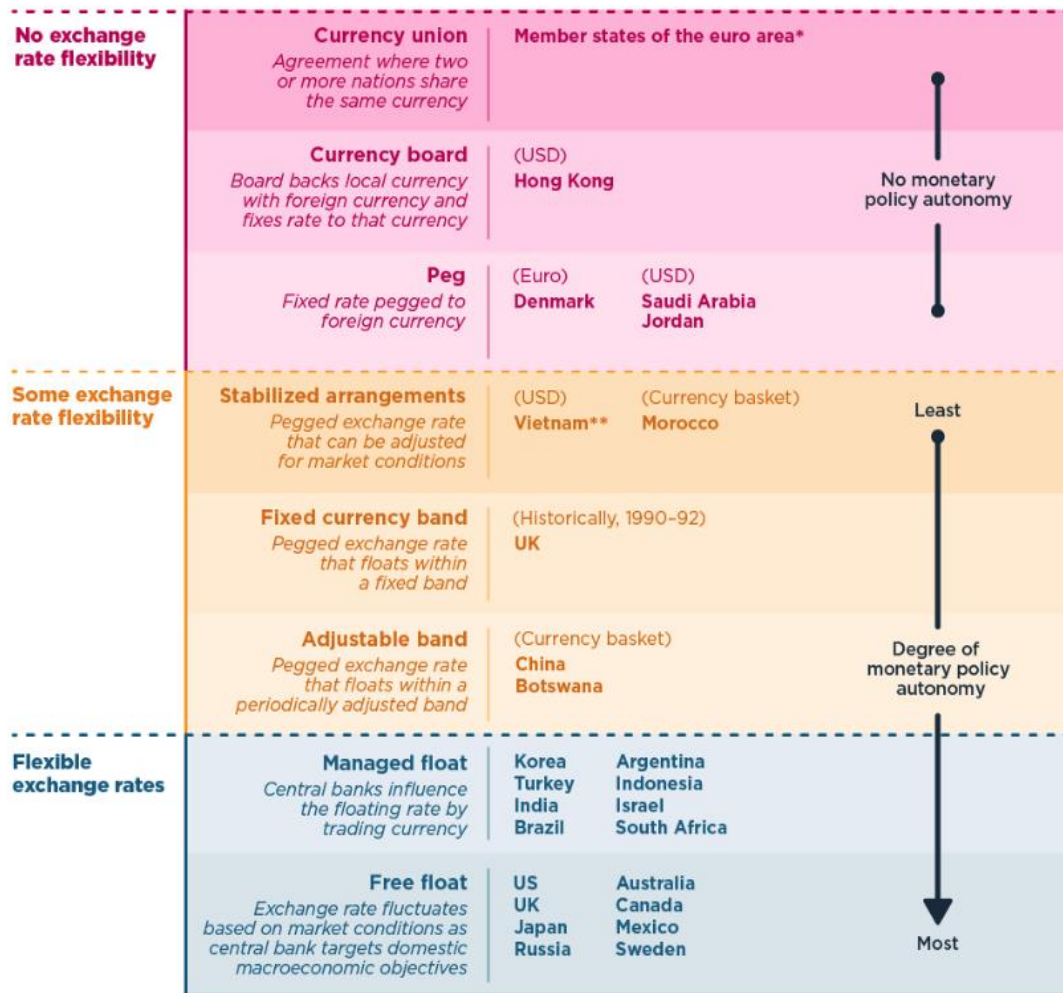 No exchange
rate flexibility
Currency union
Agreement where two
or more nations share
the same currency
Member states of the euro area*
Currency board
Board backs local currency
with foreign currency and
fixes rate to that currency
(USD)
Hong Kong
No monetary
policy autonomy
Peg
Fixed rate pegged to
foreign currency
(Euro) (USD)
Denmark Saudi Arabia
Jordan
Some exchange
rate flexibility
Stabilized arrangements
Pegged exchange rate
that can be adjusted
for market conditions
(USD) (Currency basket)
Vietnam** Morocco
Least
Fixed currency band
Pegged exchange rate
that floats within
a fixed band
(Historically, 1990–92)
UK
Adjustable band
Pegged exchange rate
that floats within a
periodically adjusted band
(Currency basket)
China
Botswana
Degree of
monetary policy
autonomy
Flexible
exchange rates
Managed float
Central banks influence
the floating rate by
trading currency
Korea Argentina
Turkey Indonesia
India Israel
Brazil South Africa
Free float
Exchange rate fluctuates
based on market conditions as
central bank targets domestic
macroeconomic objectives
US Australia
UK Canada
Japan Mexico
Russia Sweden
Most